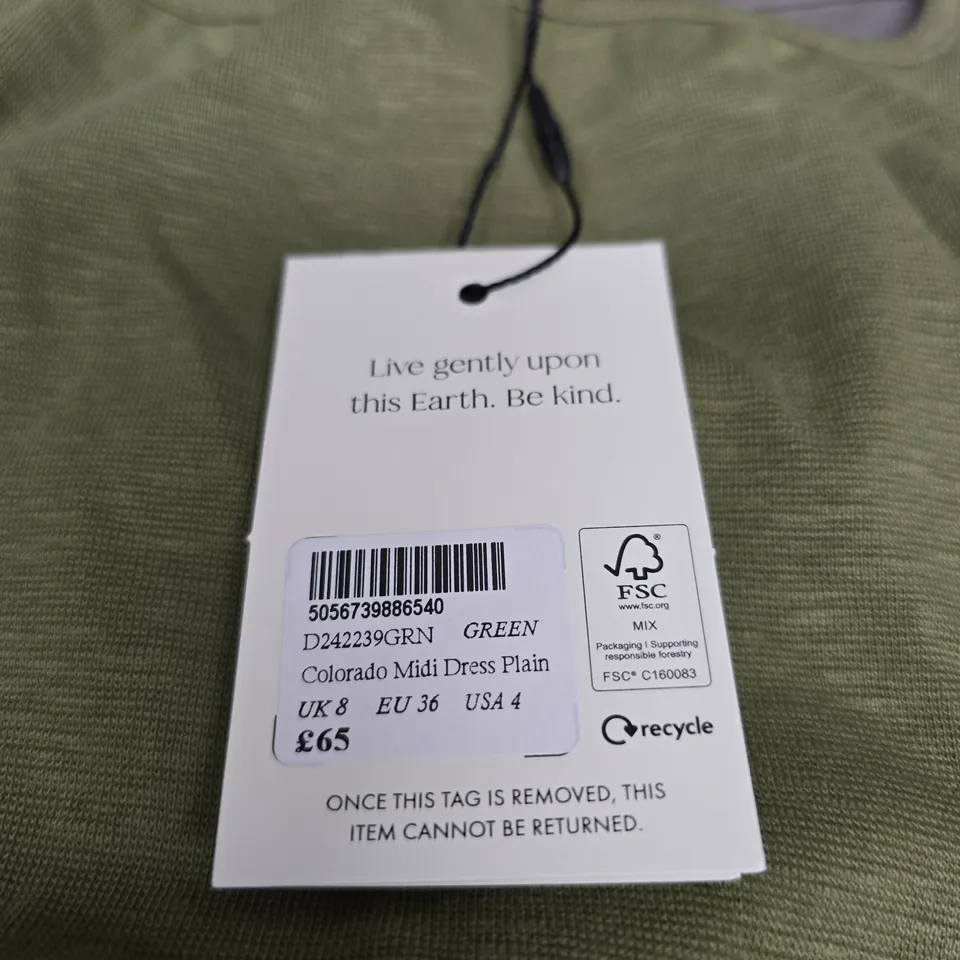 Live gently upon
this Earth. Be kind.
5056739886540
D242239GRN GREEN
Colorado Midi Dress Plain
UK 8 EU 36 USA 4
£65
FSC®
www.fsc.org
MIX
Packaging | Supporting
responsible forestry
FSC® C160083
recycle
ONCE THIS TAG IS REMOVED, THIS
ITEM CANNOT BE RETURNED.